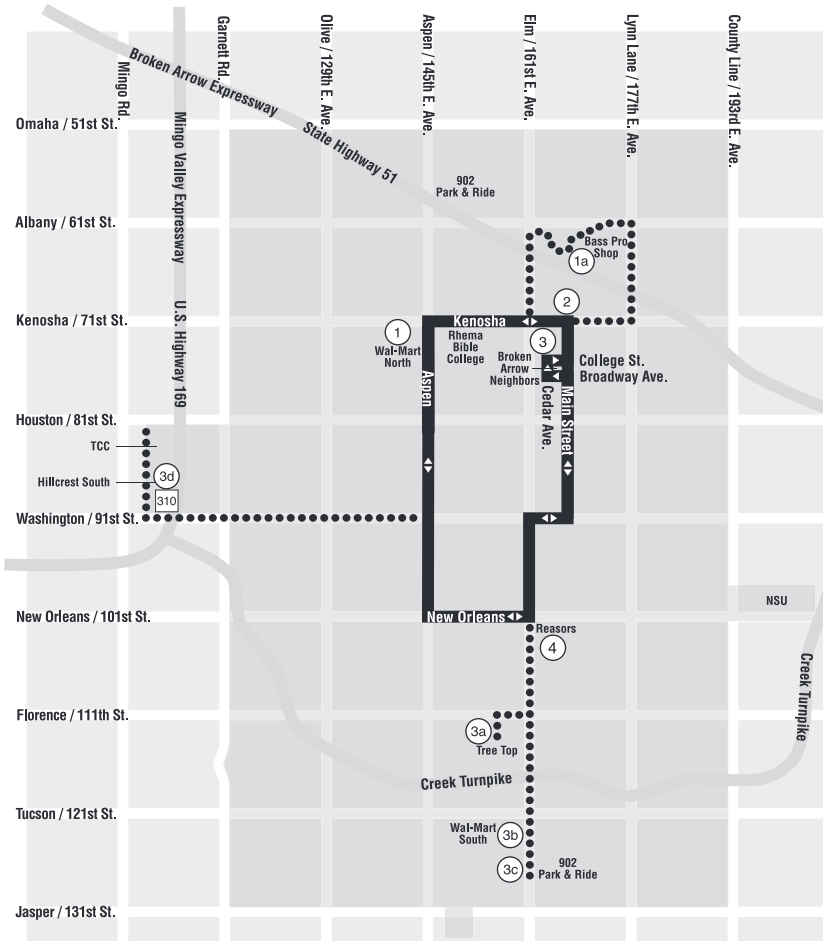 Mingo Rd.
Garnett Rd.
Olive / 129th E. Ave.
Aspen / 145th E. Ave.
Elm / 161st E. Ave.
Lynn Lane / 177th E. Ave.
County Line / 193rd E. Ave.
Broken Arrow Expressway
State Highway 51
Mingo Valley Expressway
U.S. Highway 169
Omaha / 51st St.
902
Park & Ride
Albany / 61st St.
Bass Pro
Shop
1a
2
Kenosha / 71st St.
Kenosha
1
Wal-Mart
North
Rhema
Bible
College
3
Broken
Arrow
Neighbors
College St.
Broadway Ave.
Aspen
Cedar Ave.
Main Street
Houston / 81st St.
TCC
Hillcrest South
3d
310
Washington / 91st St.
New Orleans / 101st St.
New Orleans
NSU
Reasors
4
Creek Turnpike
Florence / 111th St.
3a
Tree Top
Creek Turnpike
Tucson / 121st St.
Wal-Mart
South
3b
3c
902
Park & Ride
Jasper / 131st St.